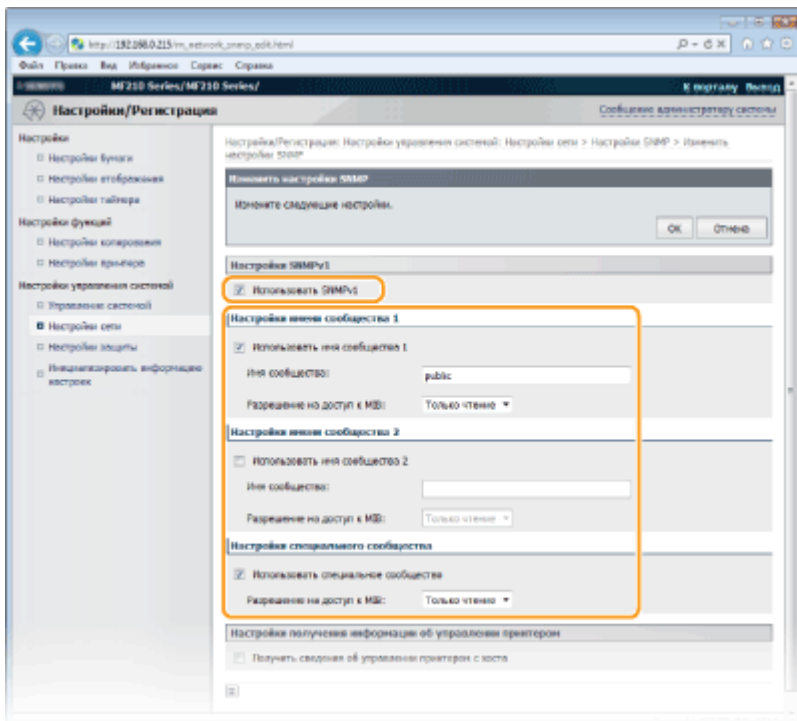 http://192.168.0.215/m_network_snmp_edit.html
Файл Правка Вид Избранное Сервис Справка
MF210 Series/MF210 Series/
К порталу Выход
Настройки/Регистрация
Сообщение администратору системы
Настройки
Настройки бумаги
Настройки отображения
Настройки таймера
Настройки функций
Настройки копирования
Настройки принтера
Настройки управления системой
Управление системой
Настройки сети
Настройки защиты
Инициализировать информацию
настроек
Настройки/Регистрация: Настройки управления системой: Настройки сети > Настройки SNMP > Изменить
настройки SNMP
Изменить настройки SNMP
Измените следующие настройки.
OK Отмена
Настройки SNMPv1
Использовать SNMPv1
Настройки имени сообщества 1
Использовать имя сообщества 1
Имя сообщества: public
Разрешение на доступ к MIB: Только чтение
Настройки имени сообщества 2
Использовать имя сообщества 2
Имя сообщества:
Разрешение на доступ к MIB: Только чтение
Настройки специального сообщества
Использовать специальное сообщество
Разрешение на доступ к MIB: Только чтение
Настройки получения информации об управлении принтером
Получить сведения об управлении принтером с хоста